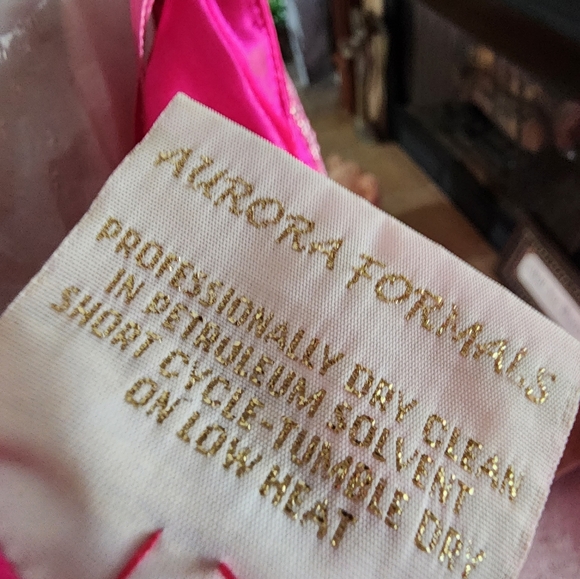 AURORA FORMALS
PROFESSIONALLY DRY CLEAN
IN PETROLEUM SOLVENT
SHORT CYCLE-TUMBLE DRY
ON LOW HEAT